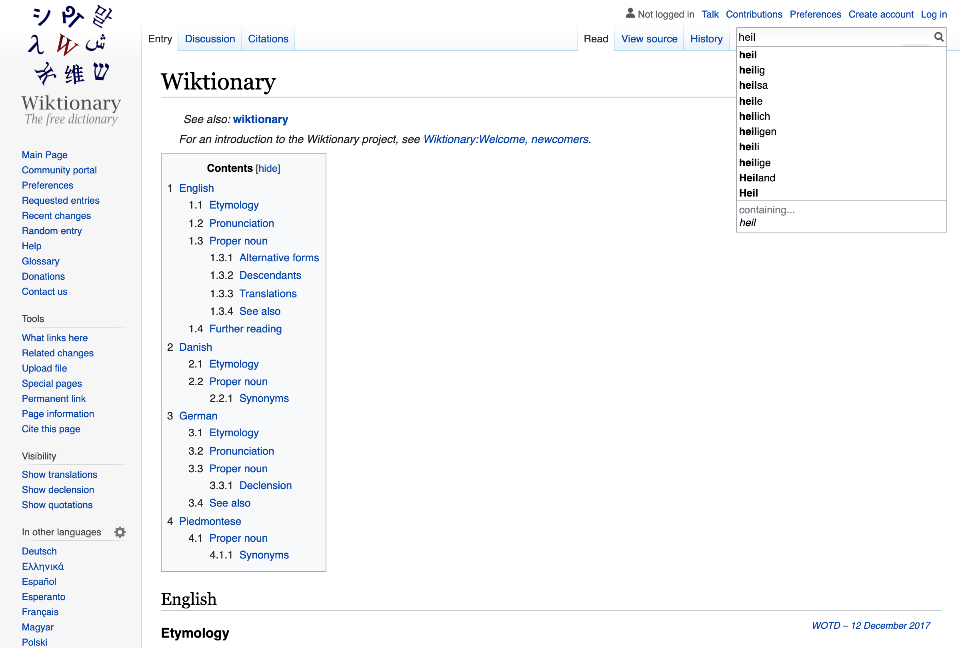 Wiktionary
The free dictionary
Main Page
Community portal
Preferences
Requested entries
Recent changes
Random entry
Help
Glossary
Donations
Contact us
Tools
What links here
Related changes
Upload file
Special pages
Permanent link
Page information
Cite this page
Visibility
Show translations
Show declension
Show quotations
In other languages
Deutsch
Ελληνικά
Español
Esperanto
Français
Magyar
Polski
Not logged in Talk Contributions Preferences Create account Log in
Entry Discussion Citations Read View source History
heil
heil
heilig
heilsa
heile
heilich
heiligen
heili
heilige
Heiland
Heil
containing...
heil
Wiktionary
See also: wiktionary
For an introduction to the Wiktionary project, see Wiktionary:Welcome, newcomers.
Contents [hide]
1 English
1.1 Etymology
1.2 Pronunciation
1.3 Proper noun
1.3.1 Alternative forms
1.3.2 Descendants
1.3.3 Translations
1.3.4 See also
1.4 Further reading
2 Danish
2.1 Etymology
2.2 Proper noun
2.2.1 Synonyms
3 German
3.1 Etymology
3.2 Pronunciation
3.3 Proper noun
3.3.1 Declension
3.4 See also
4 Piedmontese
4.1 Proper noun
4.1.1 Synonyms
English
WOTD – 12 December 2017
Etymology